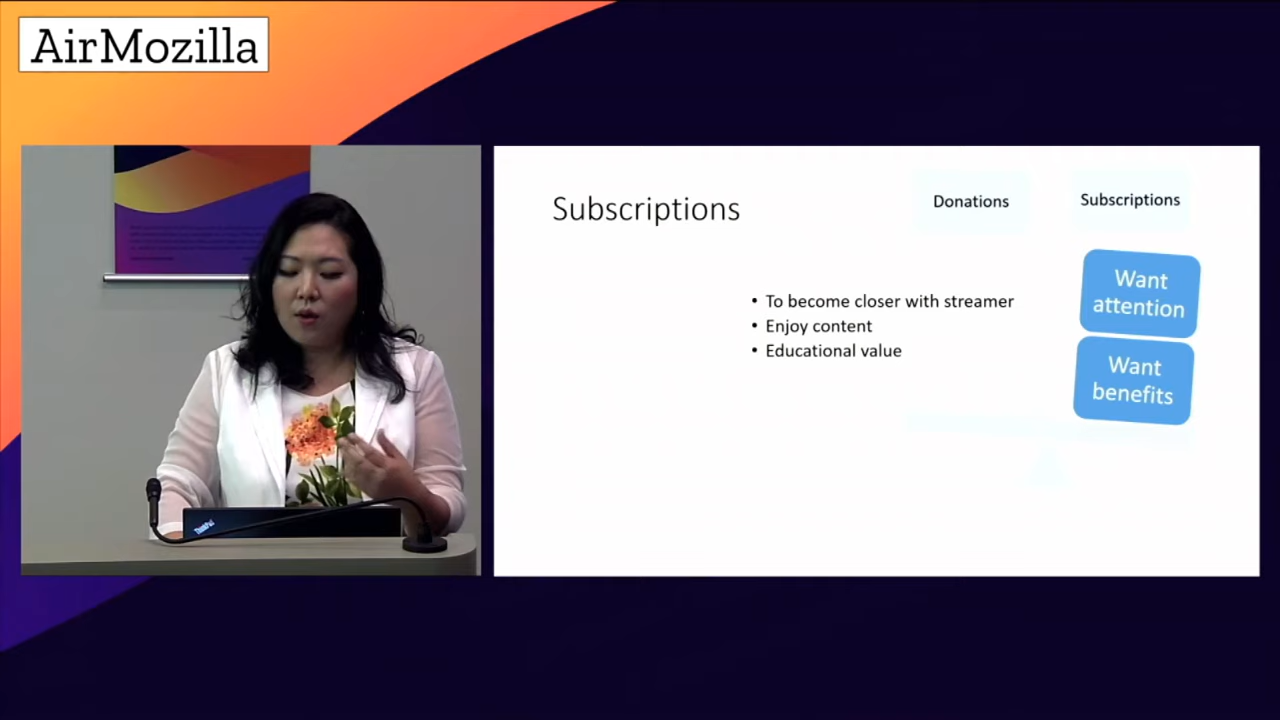 AirMozilla
Subscriptions
Donations
Subscriptions
Want
attention
• To become closer with streamer
• Enjoy content
• Educational value
Want
benefits
ThinkPad